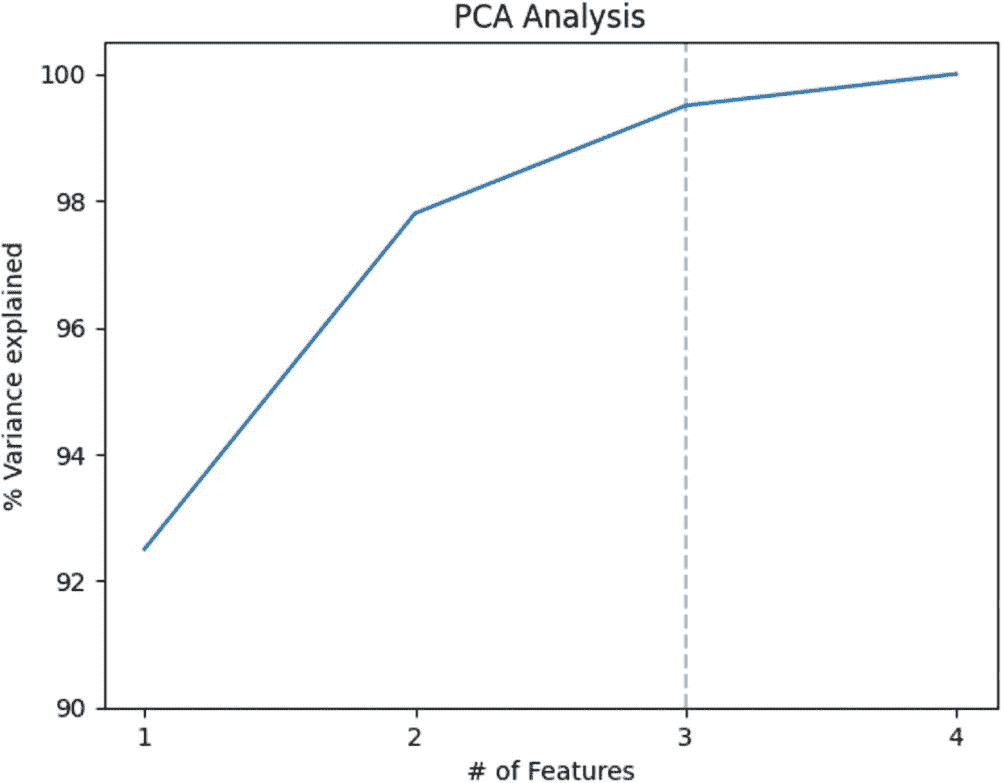 PCA Analysis
100
98
96
94
92
90
% Variance explained
1 2 3 4
# of Features